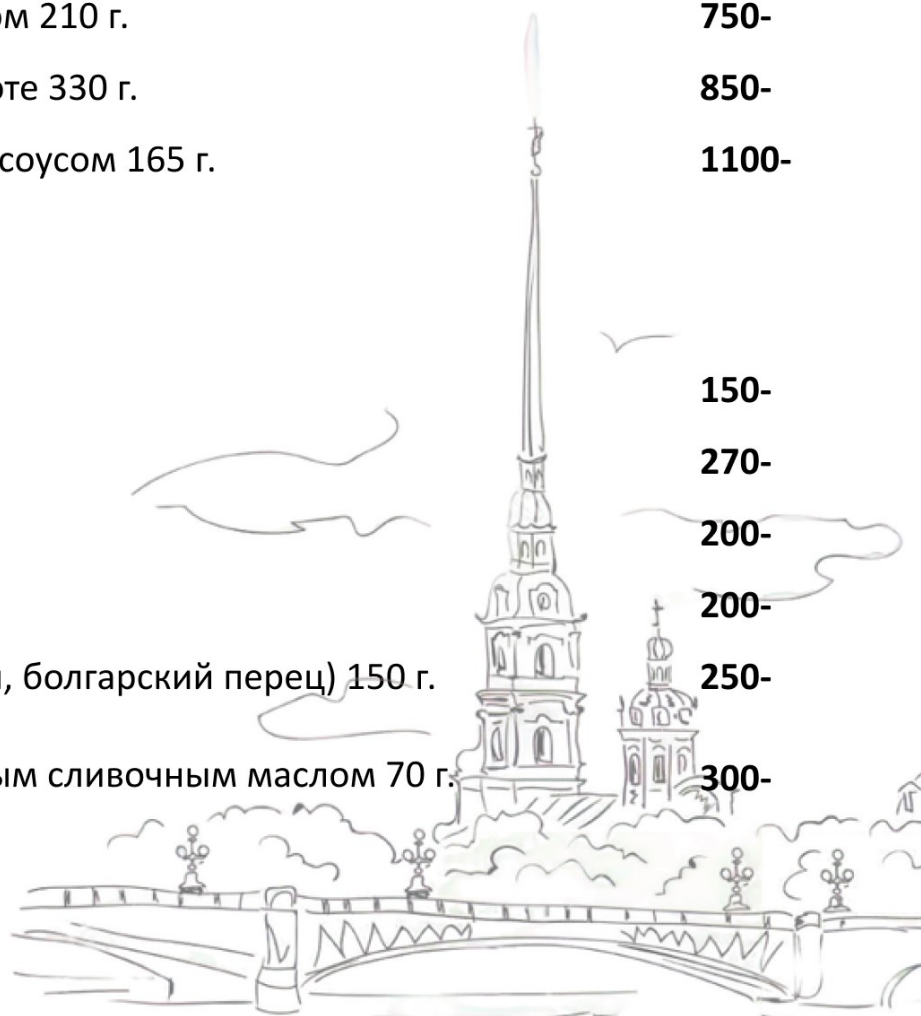 ом 210 г. 750-
оте 330 г. 850-
соусом 165 г. 1100-
150-
270-
200-
200-
, болгарский перец) 150 г. 250-
ым сливочным маслом 70 г. 300-